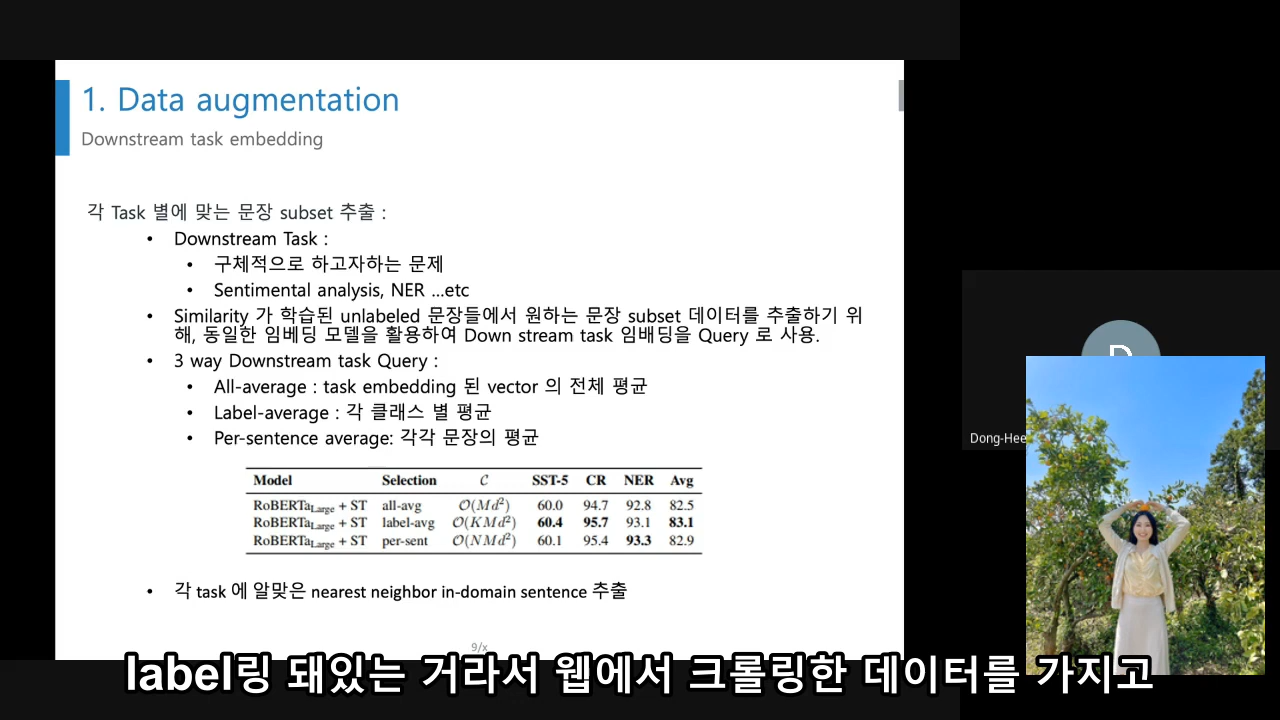 1. Data augmentation
Downstream task embedding
각 Task 별에 맞는 문장 subset 추출 :
• Downstream Task :
• 구체적으로 하고자하는 문제
• Sentimental analysis, NER ...etc
• Similarity 가 학습된 unlabeled 문장들에서 원하는 문장 subset 데이터를 추출하기 위
해, 동일한 임베딩 모델을 활용하여 Down stream task 임배딩을 Query 로 사용.
• 3 way Downstream task Query :
• All-average : task embedding 된 vector 의 전체 평균
• Label-average : 각 클래스 별 평균
• Per-sentence average: 각각 문장의 평균
Model Selection C SST-5 CR NER Avg
RoBERTaLarge + ST all-avg O(Md²) 60.0 94.7 92.8 82.5
RoBERTaLarge + ST label-avg O(KMd²) 60.4 95.7 93.1 83.1
RoBERTaLarge + ST per-sent O(NMd²) 60.1 95.4 93.3 82.9
• 각 task 에 알맞은 nearest neighbor in-domain sentence 추출
9/x
D
Dong-Hee
label링 돼있는 거라서 웹에서 크롤링한 데이터를 가지고